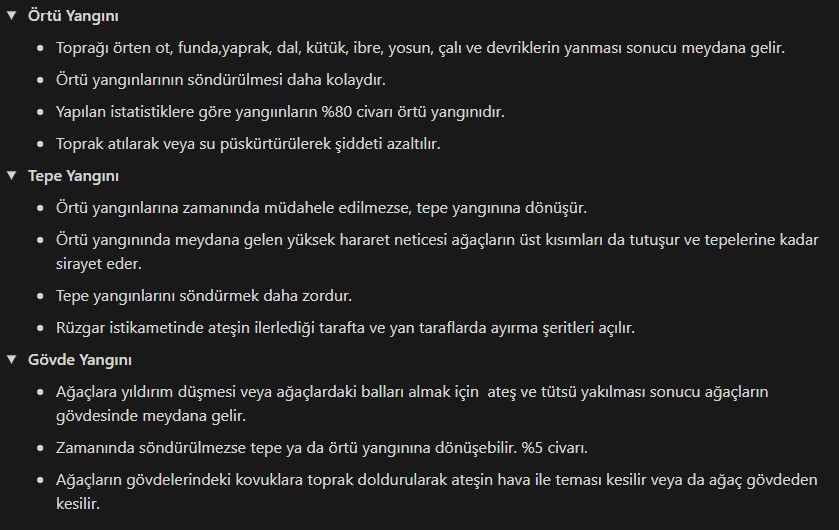 Örtü Yangını
Toprağı örten ot, funda,yaprak, dal, kütük, ibre, yosun, çalı ve devriklerin yanması sonucu meydana gelir.
Örtü yangınlarının söndürülmesi daha kolaydır.
Yapılan istatistiklere göre yangıınların %80 civarı örtü yangınıdır.
Toprak atılarak veya su püskürtürülerek şiddeti azaltılır.
Tepe Yangını
Örtü yangınlarına zamanında müdahele edilmezse, tepe yangınına dönüşür.
Örtü yangınında meydana gelen yüksek hararet neticesi ağaçların üst kısımları da tutuşur ve tepelerine kadar
sirayet eder.
Tepe yangınlarını söndürmek daha zordur.
Rüzgar istikametinde ateşin ilerlediği tarafta ve yan taraflarda ayırma şeritleri açılır.
Gövde Yangını
Ağaçlara yıldırım düşmesi veya ağaçlardaki balları almak için  ateş ve tütsü yakılması sonucu ağaçların
gövdesinde meydana gelir.
Zamanında söndürülmezse tepe ya da örtü yangınına dönüşebilir. %5 civarı.
Ağaçların gövdelerindeki kovuklara toprak doldurularak ateşin hava ile teması kesilir veya da ağaç gövdeden
kesilir.